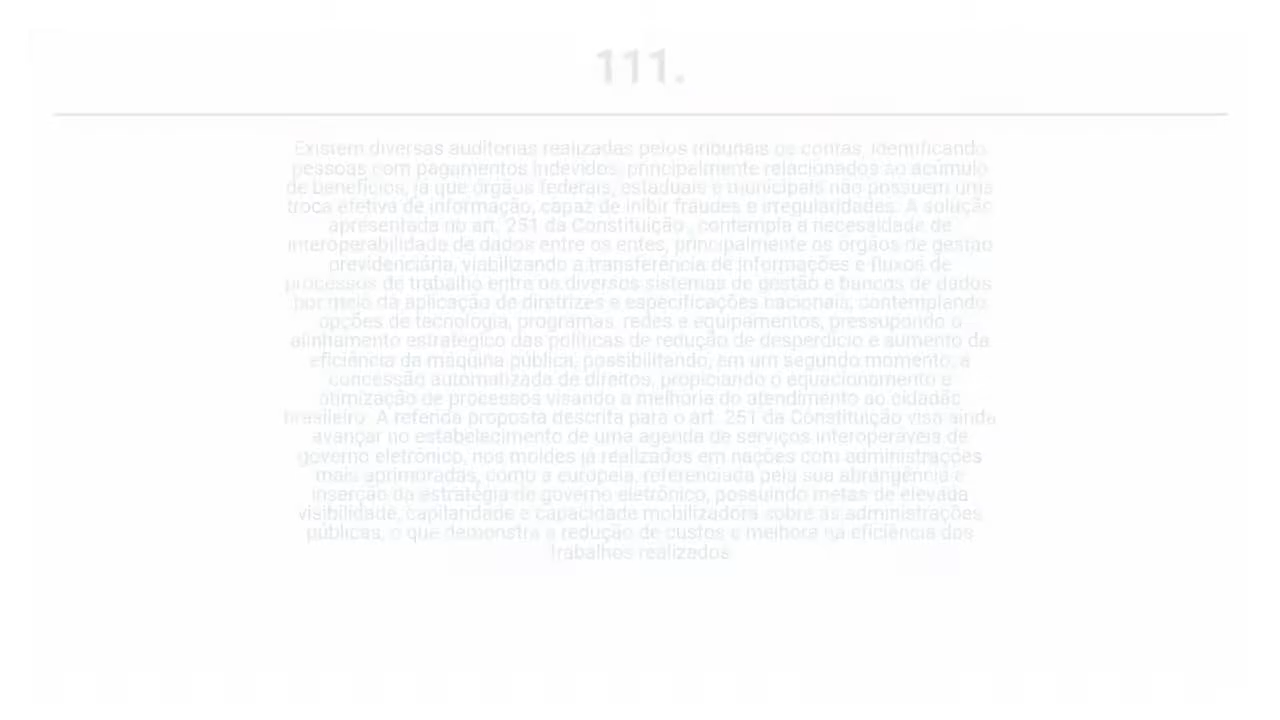 111.
Existem diversas auditorias realizadas pelos tribunais de contas, identificando
pessoas com pagamentos indevidos, principalmente relacionados ao acúmulo
de benefícios, já que órgãos federais, estaduais e municipais não possuem uma
troca efetiva de informação, capaz de inibir fraudes e irregularidades. A solução
apresentada no art. 251 da Constituição , contempla a necessidade de
interoperabilidade de dados entre os entes, principalmente os órgãos de gestão
previdenciária, viabilizando a transferência de informações e fluxos de
processos de trabalho entre os diversos sistemas de gestão e bancos de dados
por meio da aplicação de diretrizes e especificações nacionais, contemplando
opções de tecnologia, programas, redes e equipamentos, pressupondo o
alinhamento estratégico das políticas de redução de desperdício e aumento da
eficiência da máquina pública, possibilitando, em um segundo momento, a
concessão automatizada de direitos, propiciando o equacionamento e
otimização de processos visando a melhoria do atendimento ao cidadão
brasileiro. A referida proposta descrita para o art. 251 da Constituição visa ainda
avançar no estabelecimento de uma agenda de serviços interoperáveis de
governo eletrônico, nos moldes já realizados em nações com administrações
mais aprimoradas, como a europeia, referenciada pela sua abrangência e
inserção da estratégia de governo eletrônico, possuindo metas de elevada
visibilidade, capilaridade e capacidade mobilizadora sobre as administrações
públicas, o que demonstra a redução de custos e melhora na eficiência dos
trabalhos realizados